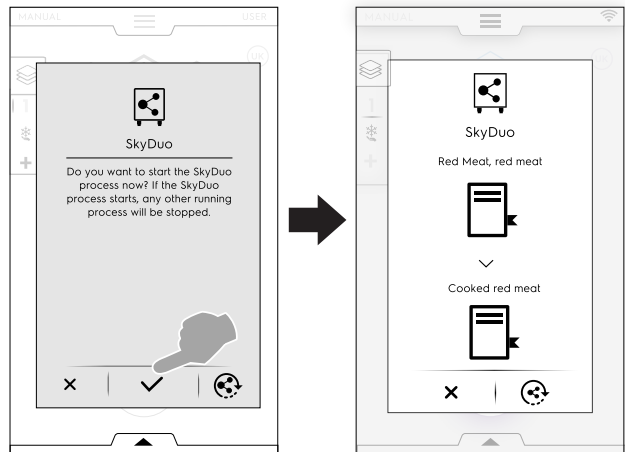 MANUAL
USER
SkyDuo
Do you want to start the SkyDuo
process now? If the SkyDuo
process starts, any other running
process will be stopped.
MANUAL
SkyDuo
Red Meat, red meat
Cooked red meat